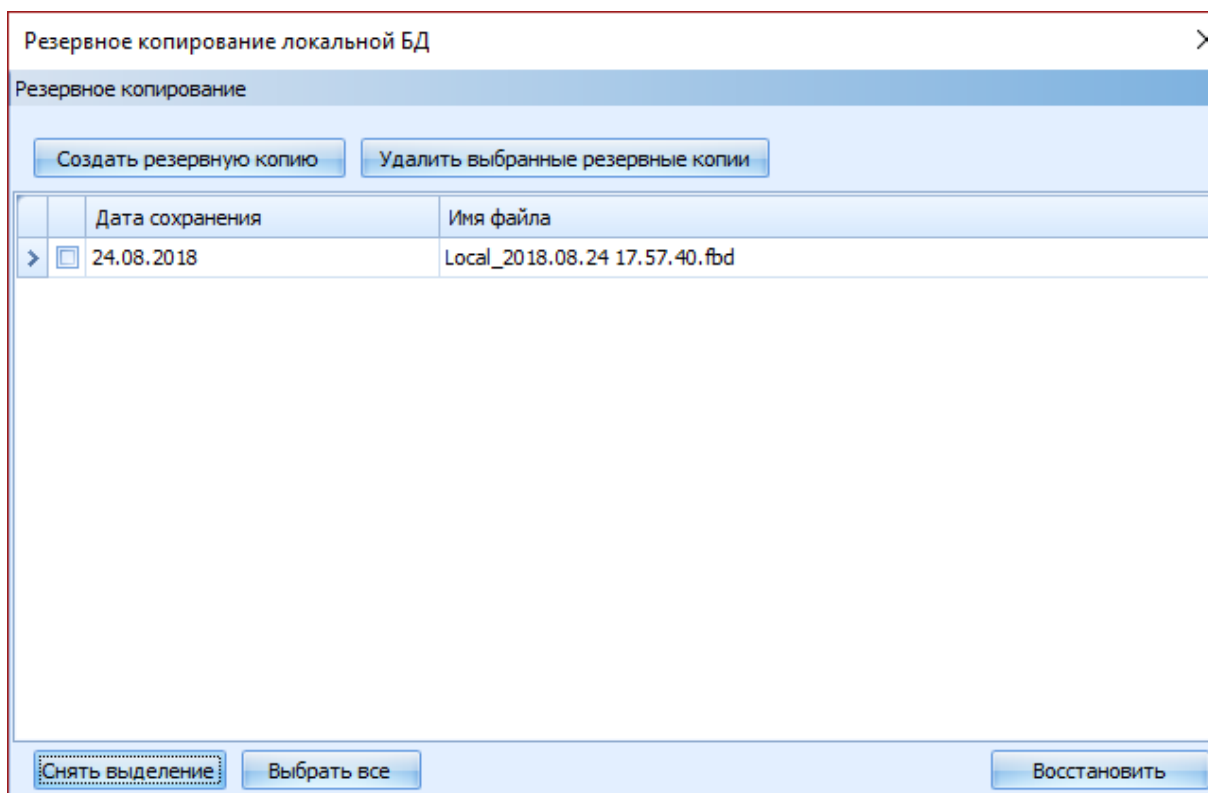 Резервное копирование локальной БД
Резервное копирование
Создать резервную копию Удалить выбранные резервные копии
Дата сохранения Имя файла
24.08.2018 Local_2018.08.24 17.57.40.fbd
Снять выделение Выбрать все Восстановить